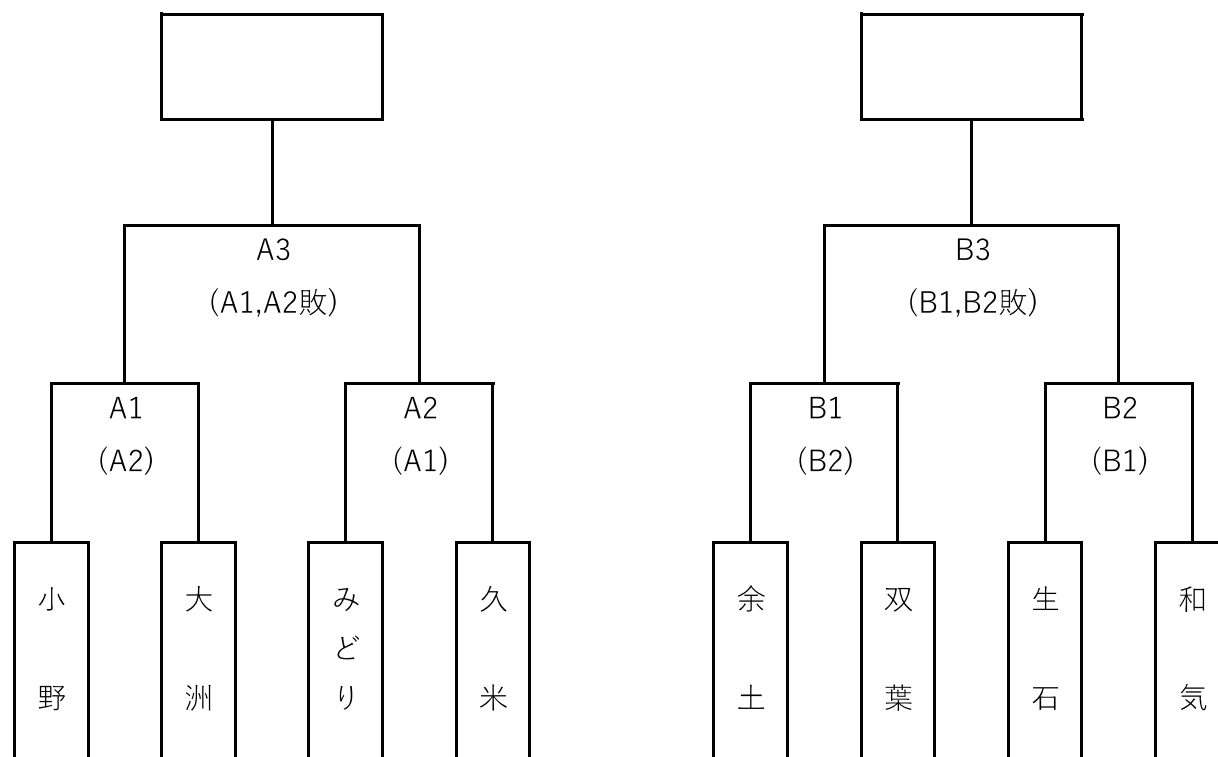 A3
(A1,A2敗)
A1
(A2)
A2
(A1)
小野
大洲
みどり
久米
B3
(B1,B2敗)
B1
(B2)
B2
(B1)
余土
双葉
生石
和気